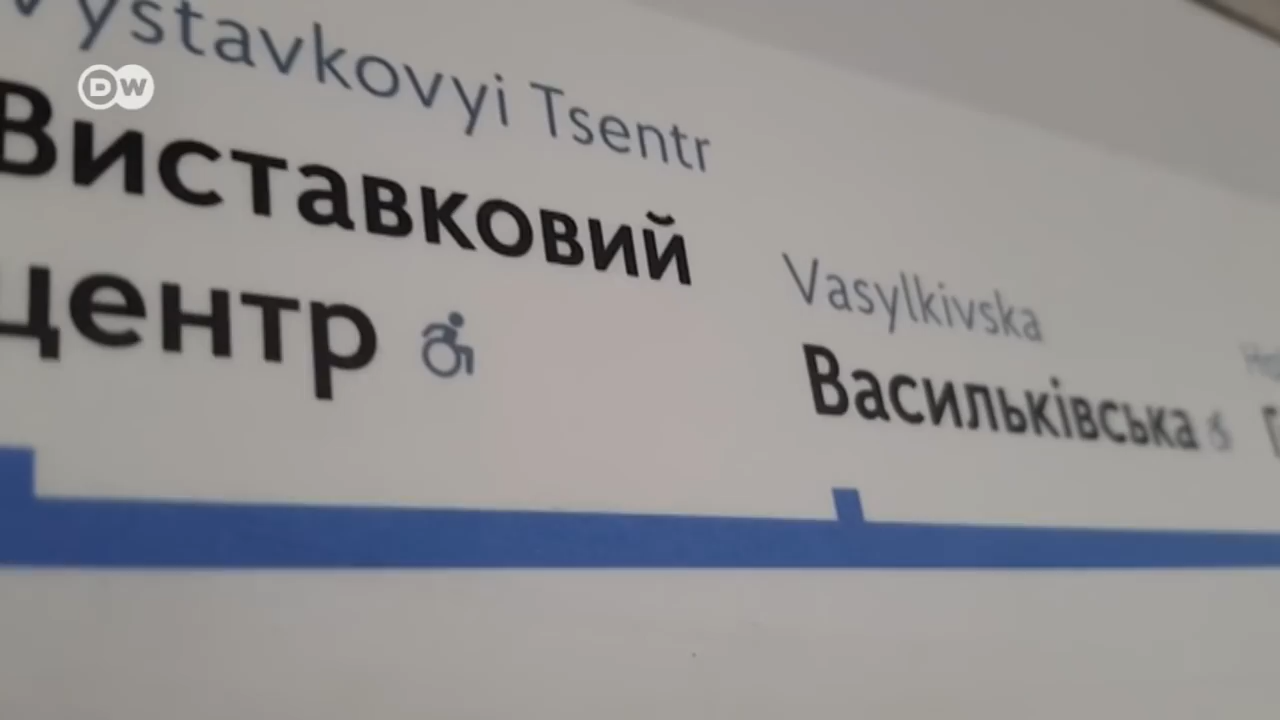 DW
Vystavkovyi Tsentr
Виставковий
центр
Vasylkivska
Васильківська